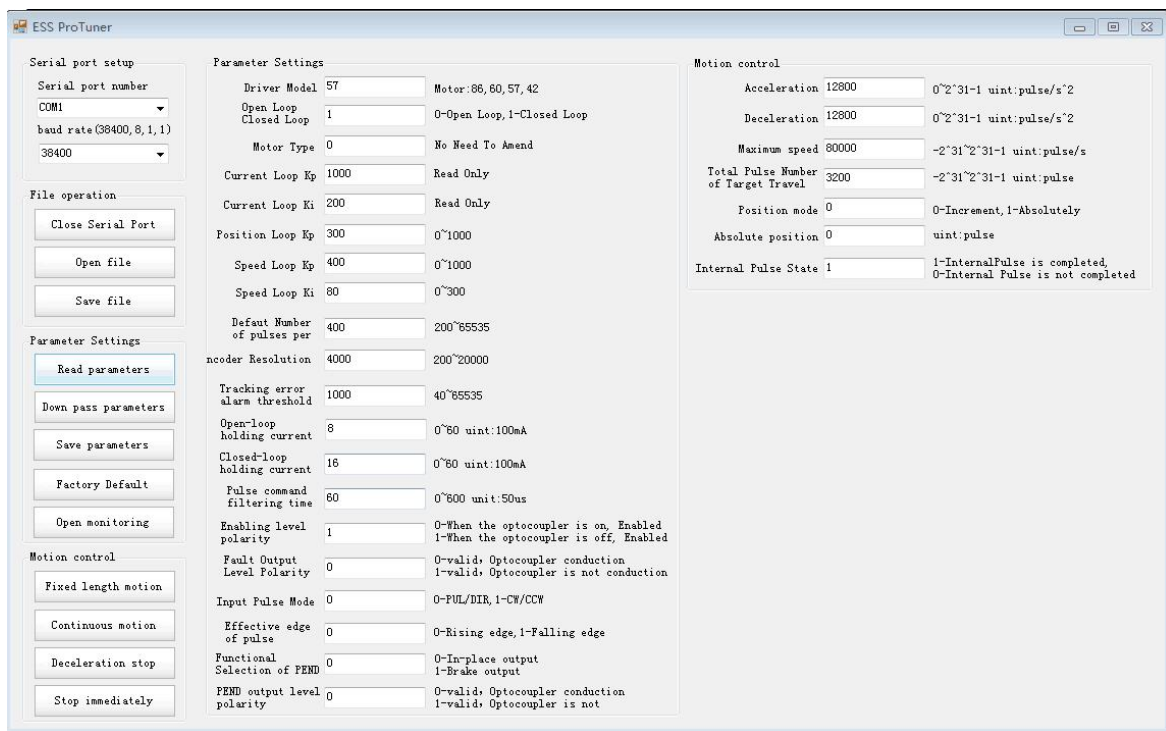 ESS ProTuner
Serial port setup
Serial port number
COM1
baud rate(38400,8,1,1)
38400
File operation
Close Serial Port
Open file
Save file
Parameter Settings
Read parameters
Down pass parameters
Save parameters
Factory Default
Open monitoring
Motion control
Fixed length motion
Continuous motion
Deceleration stop
Stop immediately
Parameter Settings
Driver Model 57 Motor:86,60,57,42
Open Loop
Closed Loop 1 0-Open Loop,1-Closed Loop
Motor Type 0 No Need To Amend
Current Loop Kp 1000 Read Only
Current Loop Ki 200 Read Only
Position Loop Kp 300 0~1000
Speed Loop Kp 400 0~1000
Speed Loop Ki 80 0~300
Defaut Number
of pulses per 400 200~65535
ncoder Resolution 4000 200~20000
Tracking error
alarm threshold 1000 40~65535
Open-loop
holding current 8 0~60 uint:100mA
Closed-loop
holding current 16 0~60 uint:100mA
Pulse command
filtering time 60 0~600 unit:50us
Enabling level
polarity 1 0-When the optocoupler is on, Enabled
1-When the optocoupler is off, Enabled
Fault Output
Level Polarity 0 0-valid, Optocoupler conduction
1-valid, Optocoupler is not conduction
Input Pulse Mode 0 0-PUL/DIR,1-CW/CCW
Effective edge
of pulse 0 0-Rising edge,1-Falling edge
Functional
Selection of PEND 0 0-In-place output
1-Brake output
PEND output level
polarity 0 0-valid, Optocoupler conduction
1-valid, Optocoupler is not
Motion control
Acceleration 12800 0~2^31-1 uint:pulse/s^2
Deceleration 12800 0~2^31-1 uint:pulse/s^2
Maximum speed 80000 -2^31~2^31-1 uint:pulse/s
Total Pulse Number
of Target Travel 3200 -2^31~2^31-1 uint:pulse
Position mode 0 0-Increment,1-Absolutely
Absolute position 0 uint:pulse
Internal Pulse State 1 1-InternalPulse is completed,
0-Internal Pulse is not completed